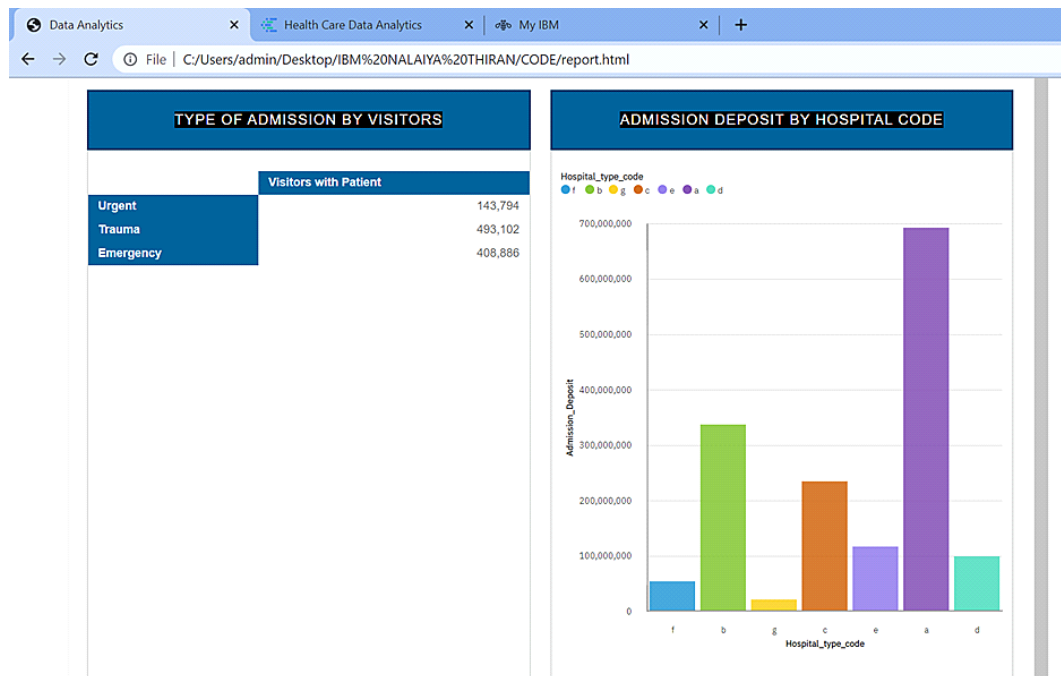 Data Analytics
Health Care Data Analytics
My IBM
File
C:/Users/admin/Desktop/IBM%20NALAIYA%20THIRAN/CODE/report.html
TYPE OF ADMISSION BY VISITORS
Visitors with Patient
Urgent 143,794
Trauma 493,102
Emergency 408,886
ADMISSION DEPOSIT BY HOSPITAL CODE
Hospital_type_code
f b g c e a d
700,000,000
600,000,000
500,000,000
400,000,000
300,000,000
200,000,000
100,000,000
0
Admission_Deposit
f b g c e a d
Hospital_type_code